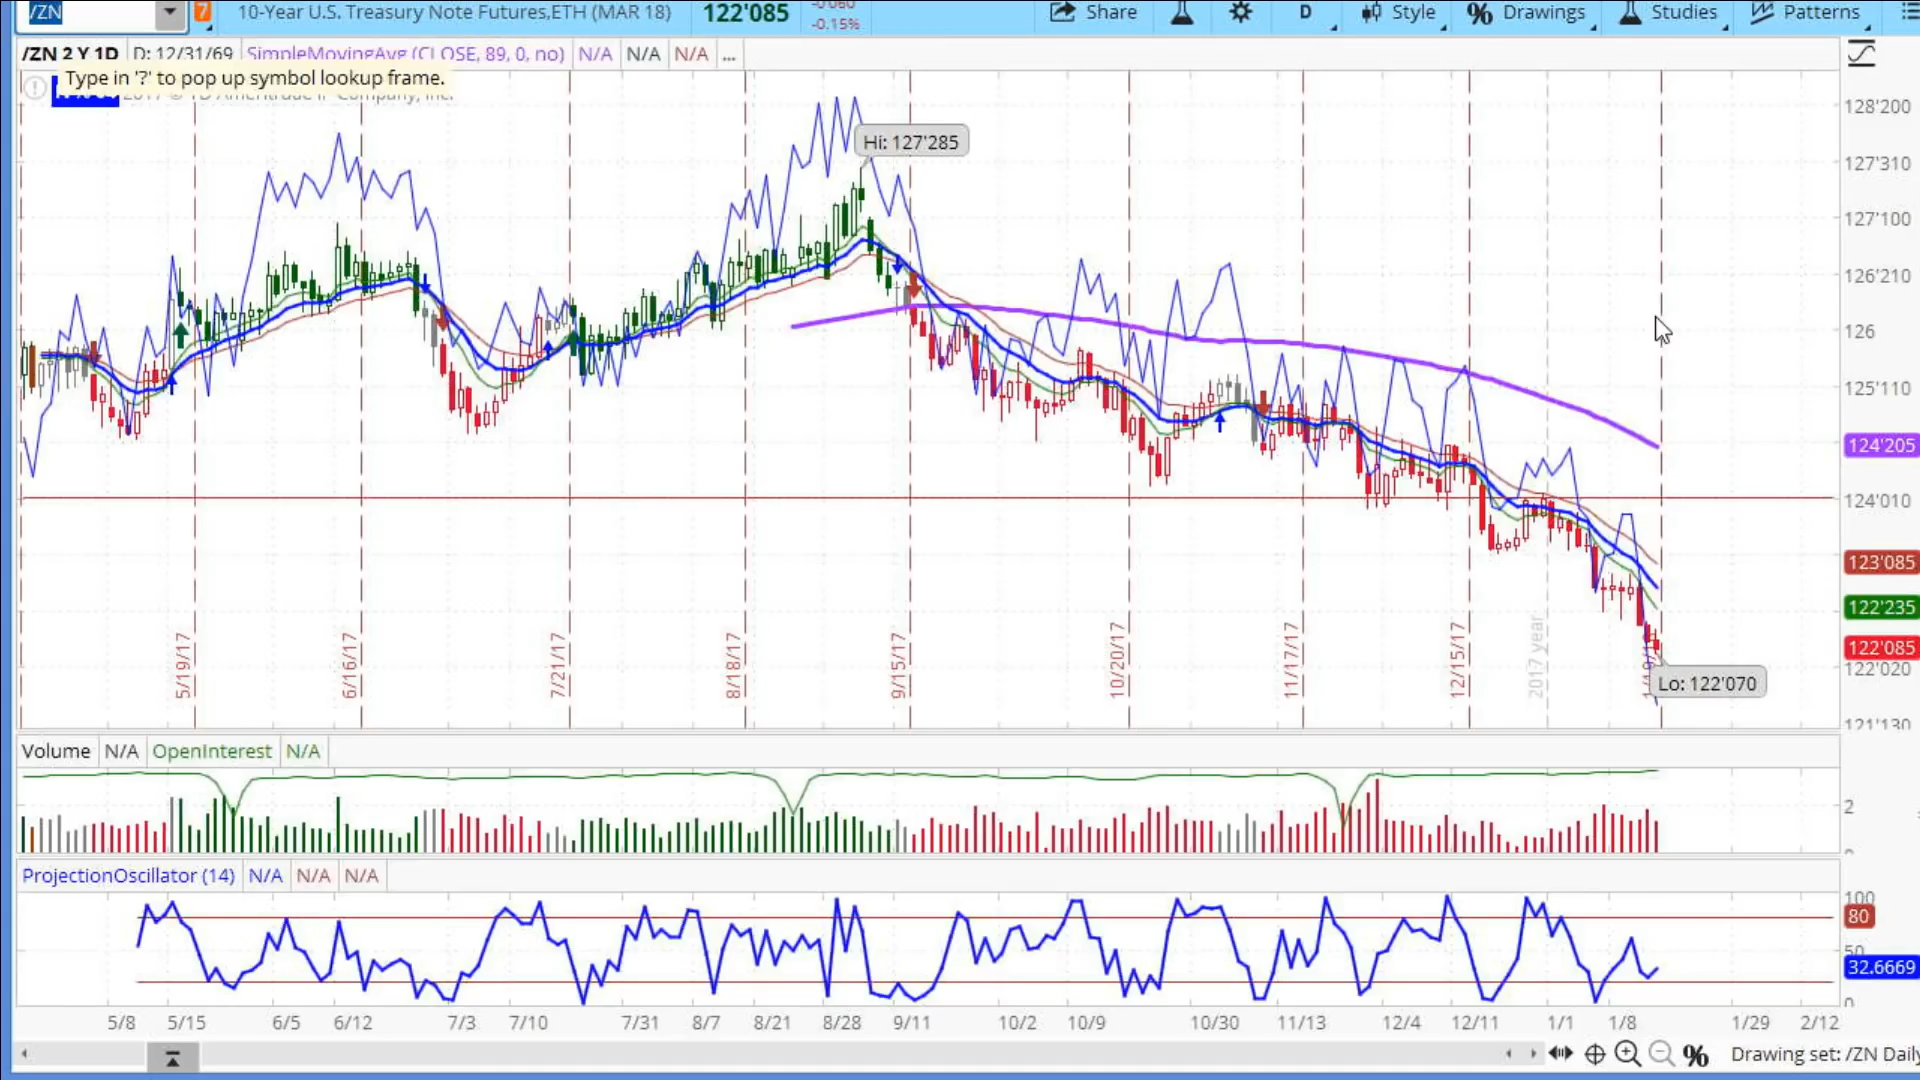 /ZN 7 10-Year U.S. Treasury Note Futures,ETH (MAR 18) 122'085 -0'060 -0.15% Share D Style % Drawings Studies Patterns
/ZN 2 Y 1D D: 12/31/69 SimpleMovingAvg (CLOSE, 89, 0, no) N/A N/A N/A ...
Type in '?' to pop up symbol lookup frame.
Hi: 127'285
128'200
127'310
127'100
126'210
126
125'110
124'205
124'010
123'085
122'235
122'085
122'020
121'130
5/19/17 6/16/17 7/21/17 8/18/17 9/15/17 10/20/17 11/17/17 12/15/17 2017 year
Lo: 122'070
Volume N/A OpenInterest N/A
2
ProjectionOscillator (14) N/A N/A N/A
100
80
50
32.6669
0
5/8 5/15 6/5 6/12 7/3 7/10 7/31 8/7 8/21 8/28 9/11 10/2 10/9 10/30 11/13 12/4 12/11 1/1 1/8 1/29 2/12
% Drawing set: /ZN Daily